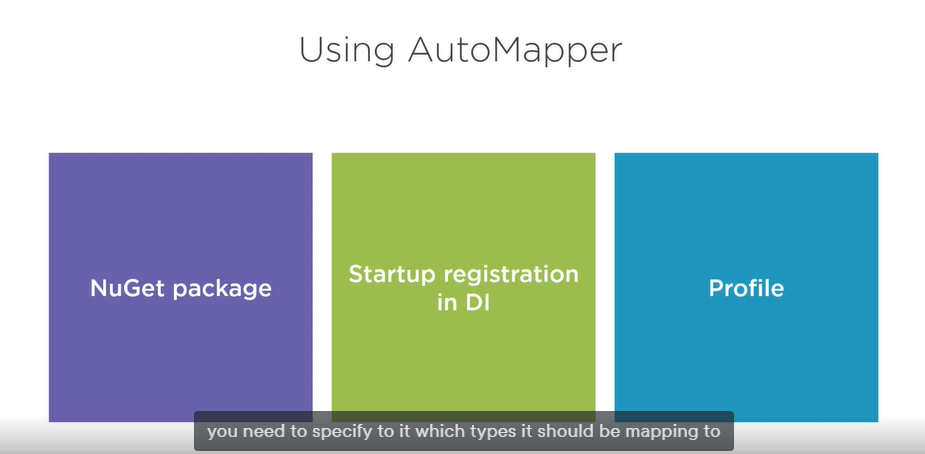 Using AutoMapper
NuGet package
Startup registration
in DI
Profile
you need to specify to it which types it should be mapping to